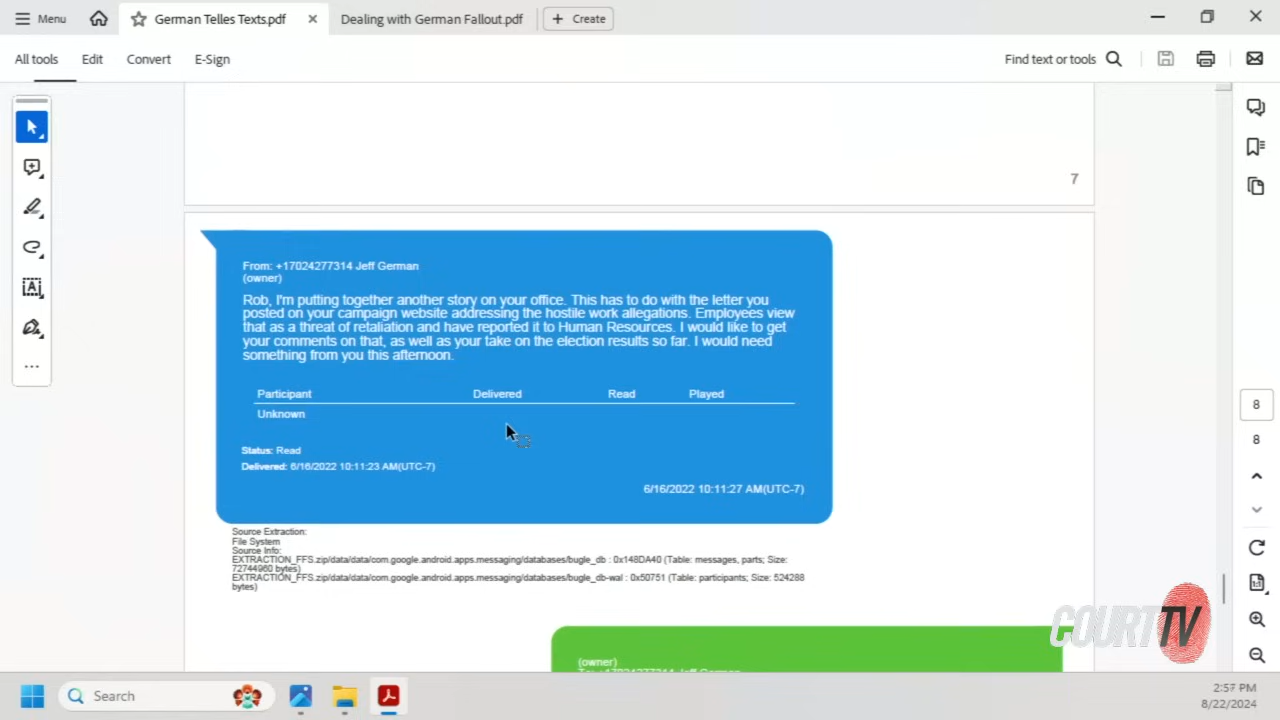 Menu
German Telles Texts.pdf
Dealing with German Fallout.pdf
+ Create
All tools Edit Convert E-Sign
Find text or tools
7
From: +17024277314 Jeff German
(owner)
Rob, I'm putting together another story on your office. This has to do with the letter you
posted on your campaign website addressing the hostile work allegations. Employees view
that as a threat of retaliation and have reported it to Human Resources. I would like to get
your comments on that, as well as your take on the election results so far. I would need
something from you this afternoon.
Participant Delivered Read Played
Unknown
Status: Read
Delivered: 6/16/2022 10:11:23 AM(UTC-7)
6/16/2022 10:11:27 AM(UTC-7)
Source Extraction:
File System
Source Info:
EXTRACTION_FFS.zip/data/data/com.google.android.apps.messaging/databases/bugle_db : 0x148DA40 (Table: messages, parts; Size:
72744960 bytes)
EXTRACTION_FFS.zip/data/data/com.google.android.apps.messaging/databases/bugle_db-wal : 0x50751 (Table: participants; Size: 524288
bytes)
(owner)
To: +17024277314 Jeff German
8
8
COURT TV
Search
2:57 PM
8/22/2024